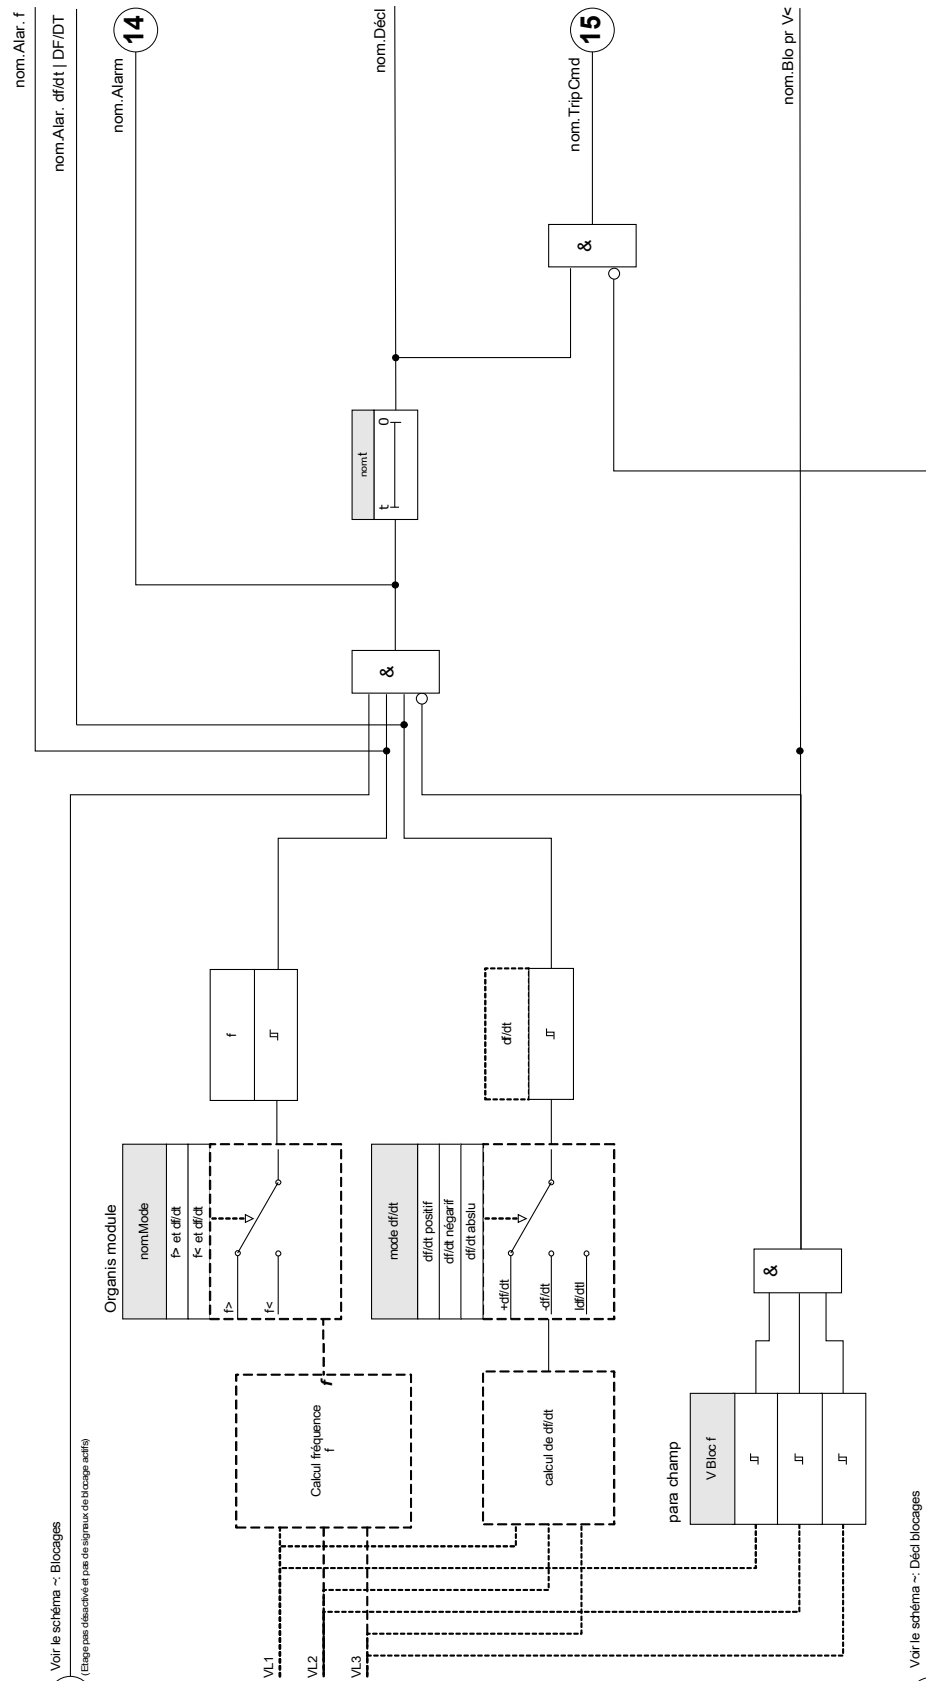 Voir le schéma ~: Blocages
(Etage pas désactivé et pas de signaux de blocage actifs)
nom.Alar. f
nom.Alar. df/dt | DF/DT
14
nom.Alarm
nom.Décl
15
nom.TripCmd
nom.Blo pr V<
&
&
nom.t
t
0
Organis module
nom.Mode
f> et df/dt
f< et df/dt
f>
f<
f
mode df/dt
df/dt positif
df/dt négarif
df/dt abslu
+df/dt
-df/dt
|df/dt|
df/dt
VL1
VL2
VL3
Calcul fréquence
f
f
calcul de df/dt
para champ
V Bloc f
&
Voir le schéma ~: Décl blocages